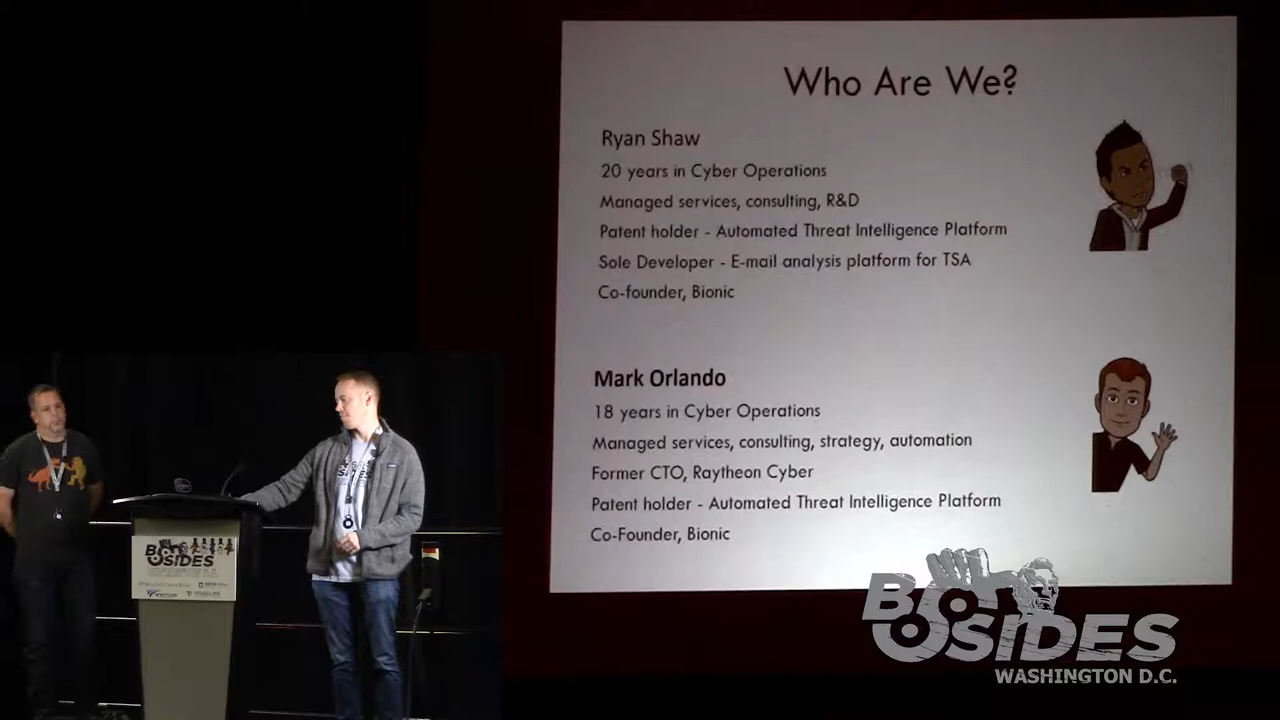 Who Are We?
Ryan Shaw
20 years in Cyber Operations
Managed services, consulting, R&D
Patent holder - Automated Threat Intelligence Platform
Sole Developer - E-mail analysis platform for TSA
Co-founder, Bionic
Mark Orlando
18 years in Cyber Operations
Managed services, consulting, strategy, automation
Former CTO, Raytheon Cyber
Patent holder - Automated Threat Intelligence Platform
Co-Founder, Bionic
BSIDES
BSIDES
WASHINGTON D.C.